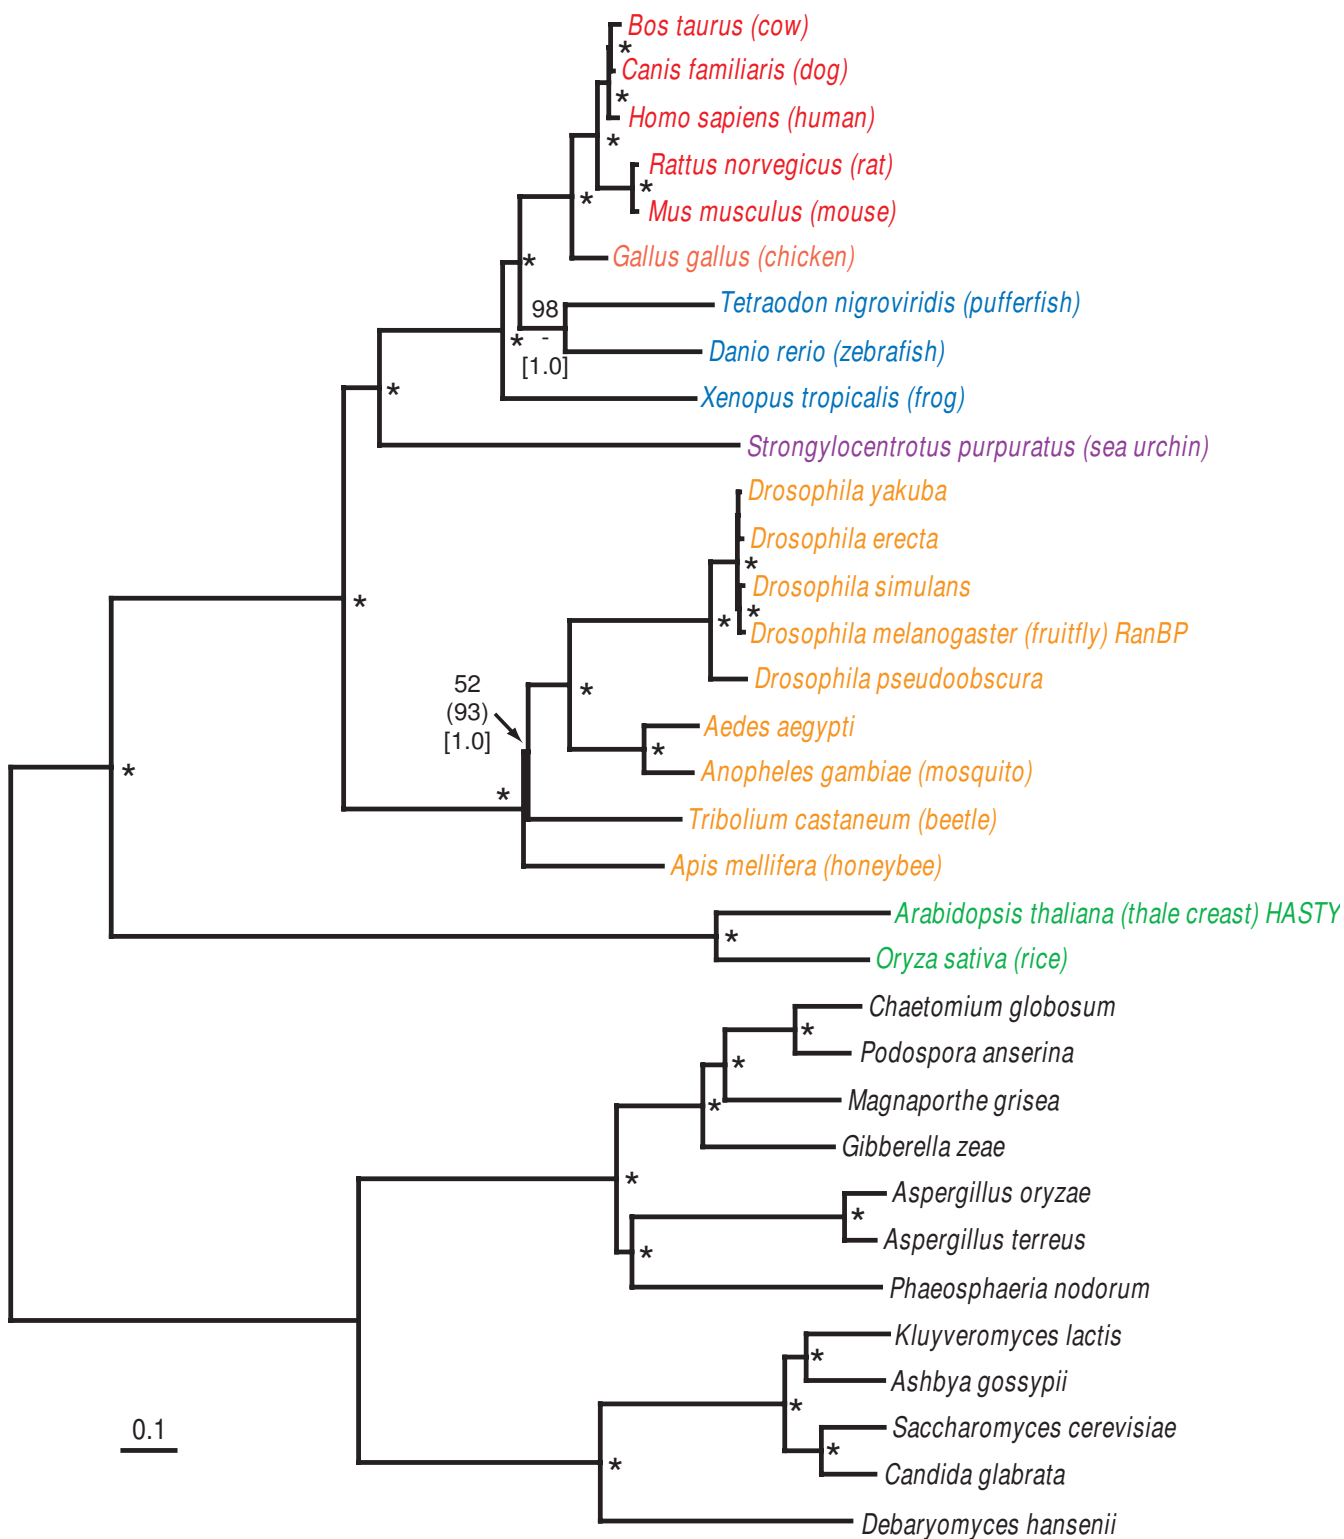 Bos taurus (cow)
*
Canis familiaris (dog)
*
Homo sapiens (human)
*
Rattus norvegicus (rat)
*
Mus musculus (mouse)
*
Gallus gallus (chicken)
*
Tetraodon nigroviridis (pufferfish)
98
*
-
Danio rerio (zebrafish)
[1.0]
*
Xenopus tropicalis (frog)
Strongylocentrotus purpuratus (sea urchin)
Drosophila yakuba
Drosophila erecta
*
Drosophila simulans
*
*
*
Drosophila melanogaster (fruitfly) RanBP
Drosophila pseudoobscura
52
*
(93)
Aedes aegypti
[1.0]
*
Anopheles gambiae (mosquito)
*
*
Tribolium castaneum (beetle)
Apis mellifera (honeybee)
Arabidopsis thaliana (thale creast) HASTY
*
Oryza sativa (rice)
Chaetomium globosum
*
Podospora anserina
*
Magnaporthe grisea
*
Gibberella zeae
*
Aspergillus oryzae
*
Aspergillus terreus
*
Phaeosphaeria nodorum
Kluyveromyces lactis
*
Ashbya gossypii
*
0.1
Saccharomyces cerevisiae
*
*
Candida glabrata
Debaryomyces hansenii